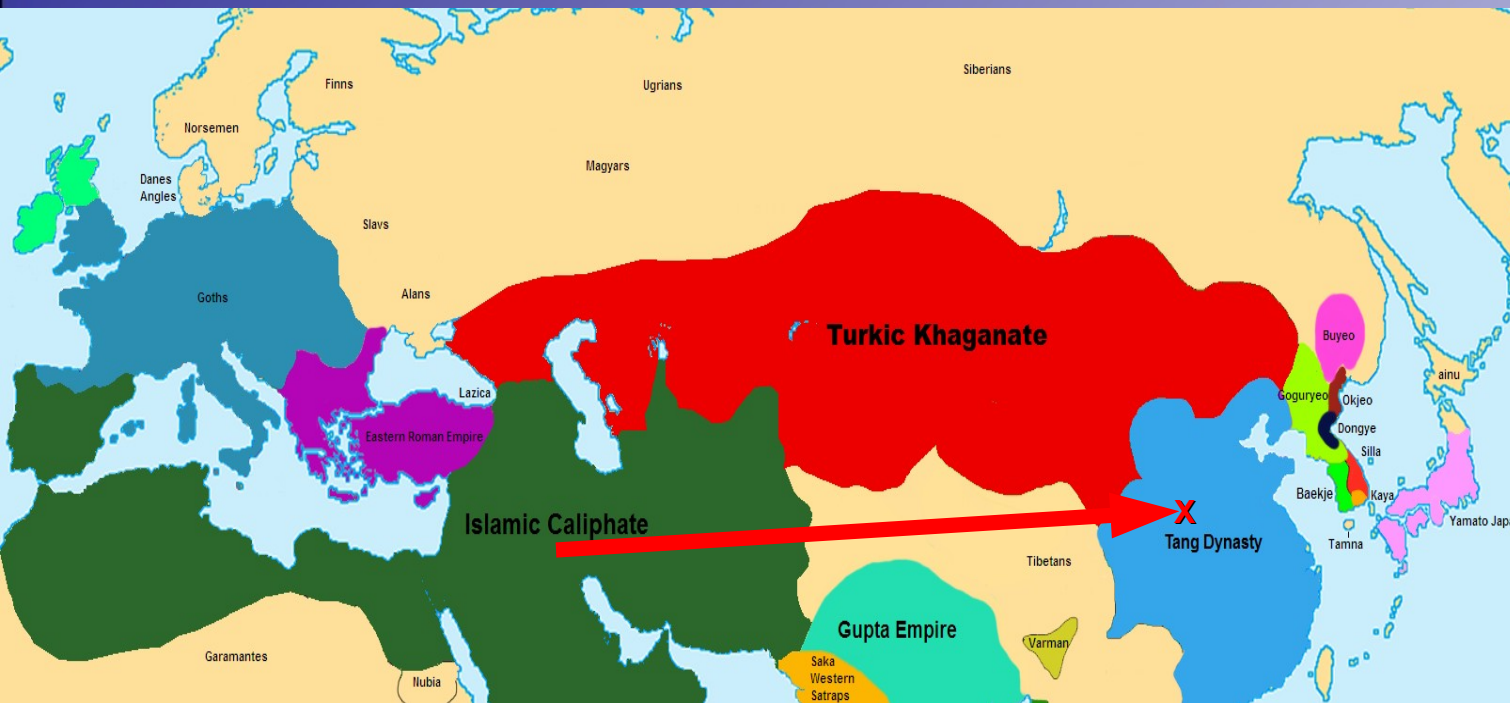 Siberians
Finns
Ugrians
Norsemen
Magyars
Danes
Angles
Slavs
Alans
Goths
Turkic Khaganate
Buyeo
ainu
Lazica
Goguryeo
Okjeo
Dongye
Eastern Roman Empire
Silla
Baekje
Kaya
X
Islamic Caliphate
Yamato Jap
Tang Dynasty
Tamna
Tibetans
Gupta Empire
Varman
Garamantes
Saka
Western
Satraps
Nubia